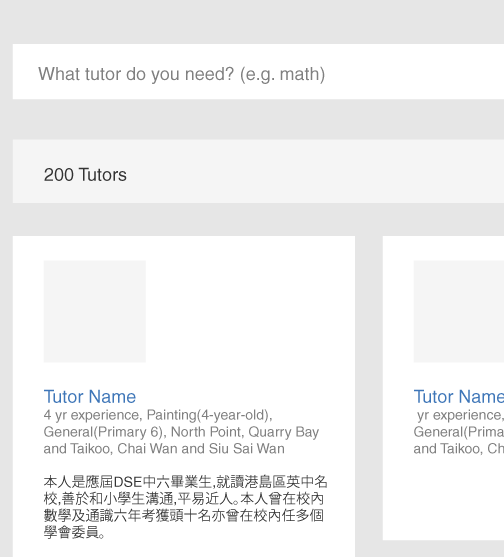 What tutor do you need? (e.g. math)
200 Tutors
Tutor Name
4 yr experience, Painting(4-year-old),
General(Primary 6), North Point, Quarry Bay
and Taikoo, Chai Wan and Siu Sai Wan
本人是應屆DSE中六畢業生,就讀港島區英中名
校,善於和小學生溝通,平易近人。本人曾在校內
數學及通識六年考獲頭十名亦曾在校內任多個
學會委員。
Tutor Name
yr experience,
General(Prima
and Taikoo, Ch